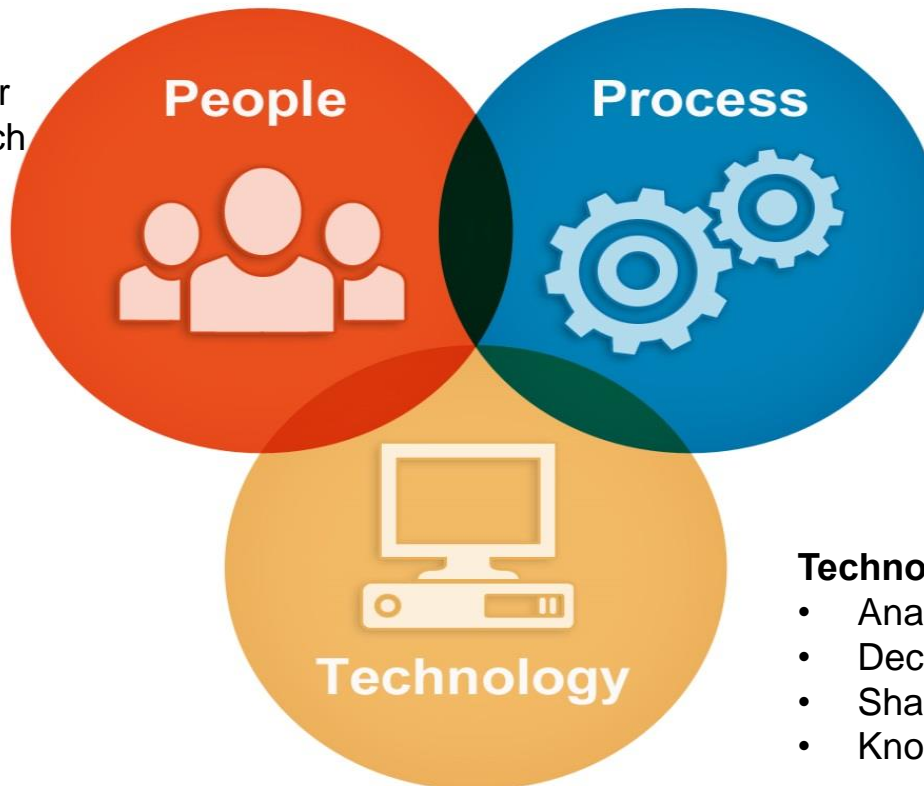 r
ch
People
Process
Technology
Techno
• Ana
• Dec
• Sha
• Kno